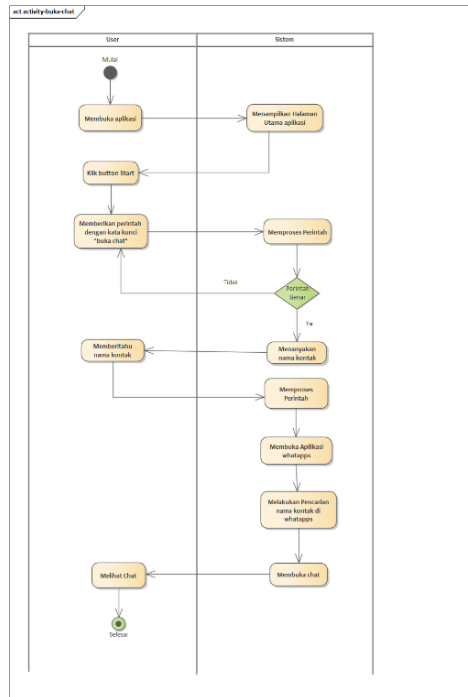 act activity-buka-chat
User
Sistem
Mulai
Membuka aplikasi
Menampilkan Halaman
Utama aplikasi
Klik button Start
Memberikan perintah
dengan kata kunci
"buka chat"
Memproses Perintah
Tidak
Perintah
Benar
Ya
Memberitahu
nama kontak
Menanyakan
nama kontak
Memproses
Perintah
Membuka Aplikasi
whatapps
Melakukan Pencarian
nama kontak di
whatapps
Melihat Chat
Membuka chat
Selesai